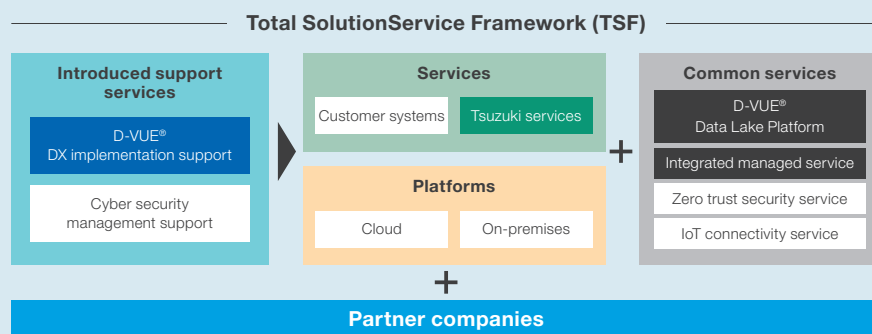 Total SolutionService Framework (TSF)
Introduced support
services
D-VUE®
DX implementation support
Cyber security
management support
Services
Customer systems
Tsuzuki services
Platforms
Cloud
On-premises
+
Common services
D-VUE®
Data Lake Platform
Integrated managed service
Zero trust security service
IoT connectivity service
+
Partner companies